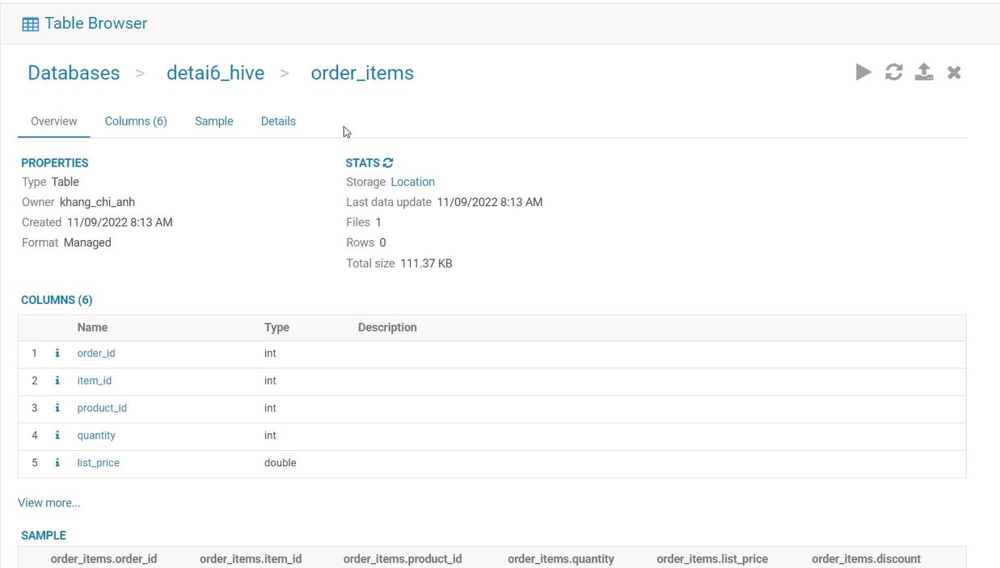 Table Browser
Databases > detai6_hive > order_items
Overview Columns (6) Sample Details
PROPERTIES
Type Table
Owner khang_chi_anh
Created 11/09/2022 8:13 AM
Format Managed
STATS
Storage Location
Last data update 11/09/2022 8:13 AM
Files 1
Rows 0
Total size 111.37 KB
COLUMNS (6)
Name Type Description
1 i order_id int
2 i item_id int
3 i product_id int
4 i quantity int
5 i list_price double
View more...
SAMPLE
order_items.order_id order_items.item_id order_items.product_id order_items.quantity order_items.list_price order_items.discount